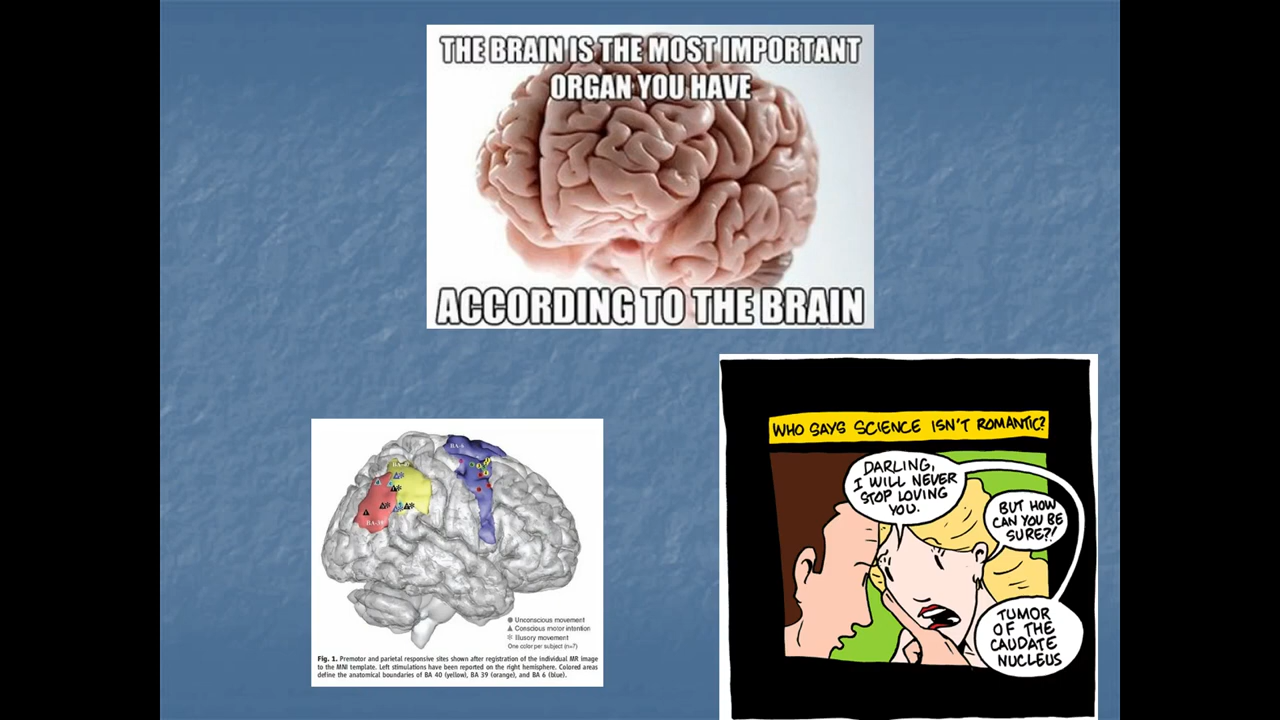 THE BRAIN IS THE MOST IMPORTANT
ORGAN YOU HAVE
ACCORDING TO THE BRAIN
BA-6
BA-40
BA-39
Unconscious movement
Conscious motor intention
Illusory movement
One color per subject (n=7)
Fig. 1. Premotor and parietal responsive sites shown after registration of the individual MR image
to the MNI template. Left stimulations have been reported on the right hemisphere. Colored areas
define the anatomical boundaries of BA 40 (yellow), BA 39 (orange), and BA 6 (blue).
WHO SAYS SCIENCE ISN'T ROMANTIC?
DARLING,
I WILL NEVER
STOP LOVING
YOU.
BUT HOW
CAN YOU BE
SURE?!
TUMOR
OF THE
CAUDATE
NUCLEUS